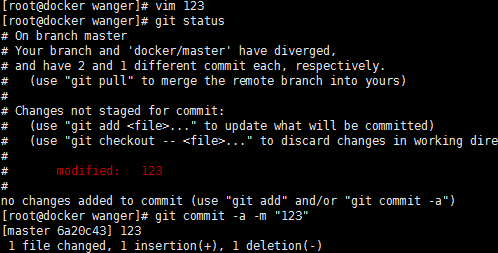 [root@docker wanger]# vim 123
[root@docker wanger]# git status
# On branch master
# Your branch and 'docker/master' have diverged,
# and have 2 and 1 different commit each, respectively.
#   (use "git pull" to merge the remote branch into yours)
#
# Changes not staged for commit:
#   (use "git add <file>..." to update what will be committed)
#   (use "git checkout -- <file>..." to discard changes in working dire
#
#       modified:   123
#
no changes added to commit (use "git add" and/or "git commit -a")
[root@docker wanger]# git commit -a -m "123"
[master 6a20c43] 123
 1 file changed, 1 insertion(+), 1 deletion(-)